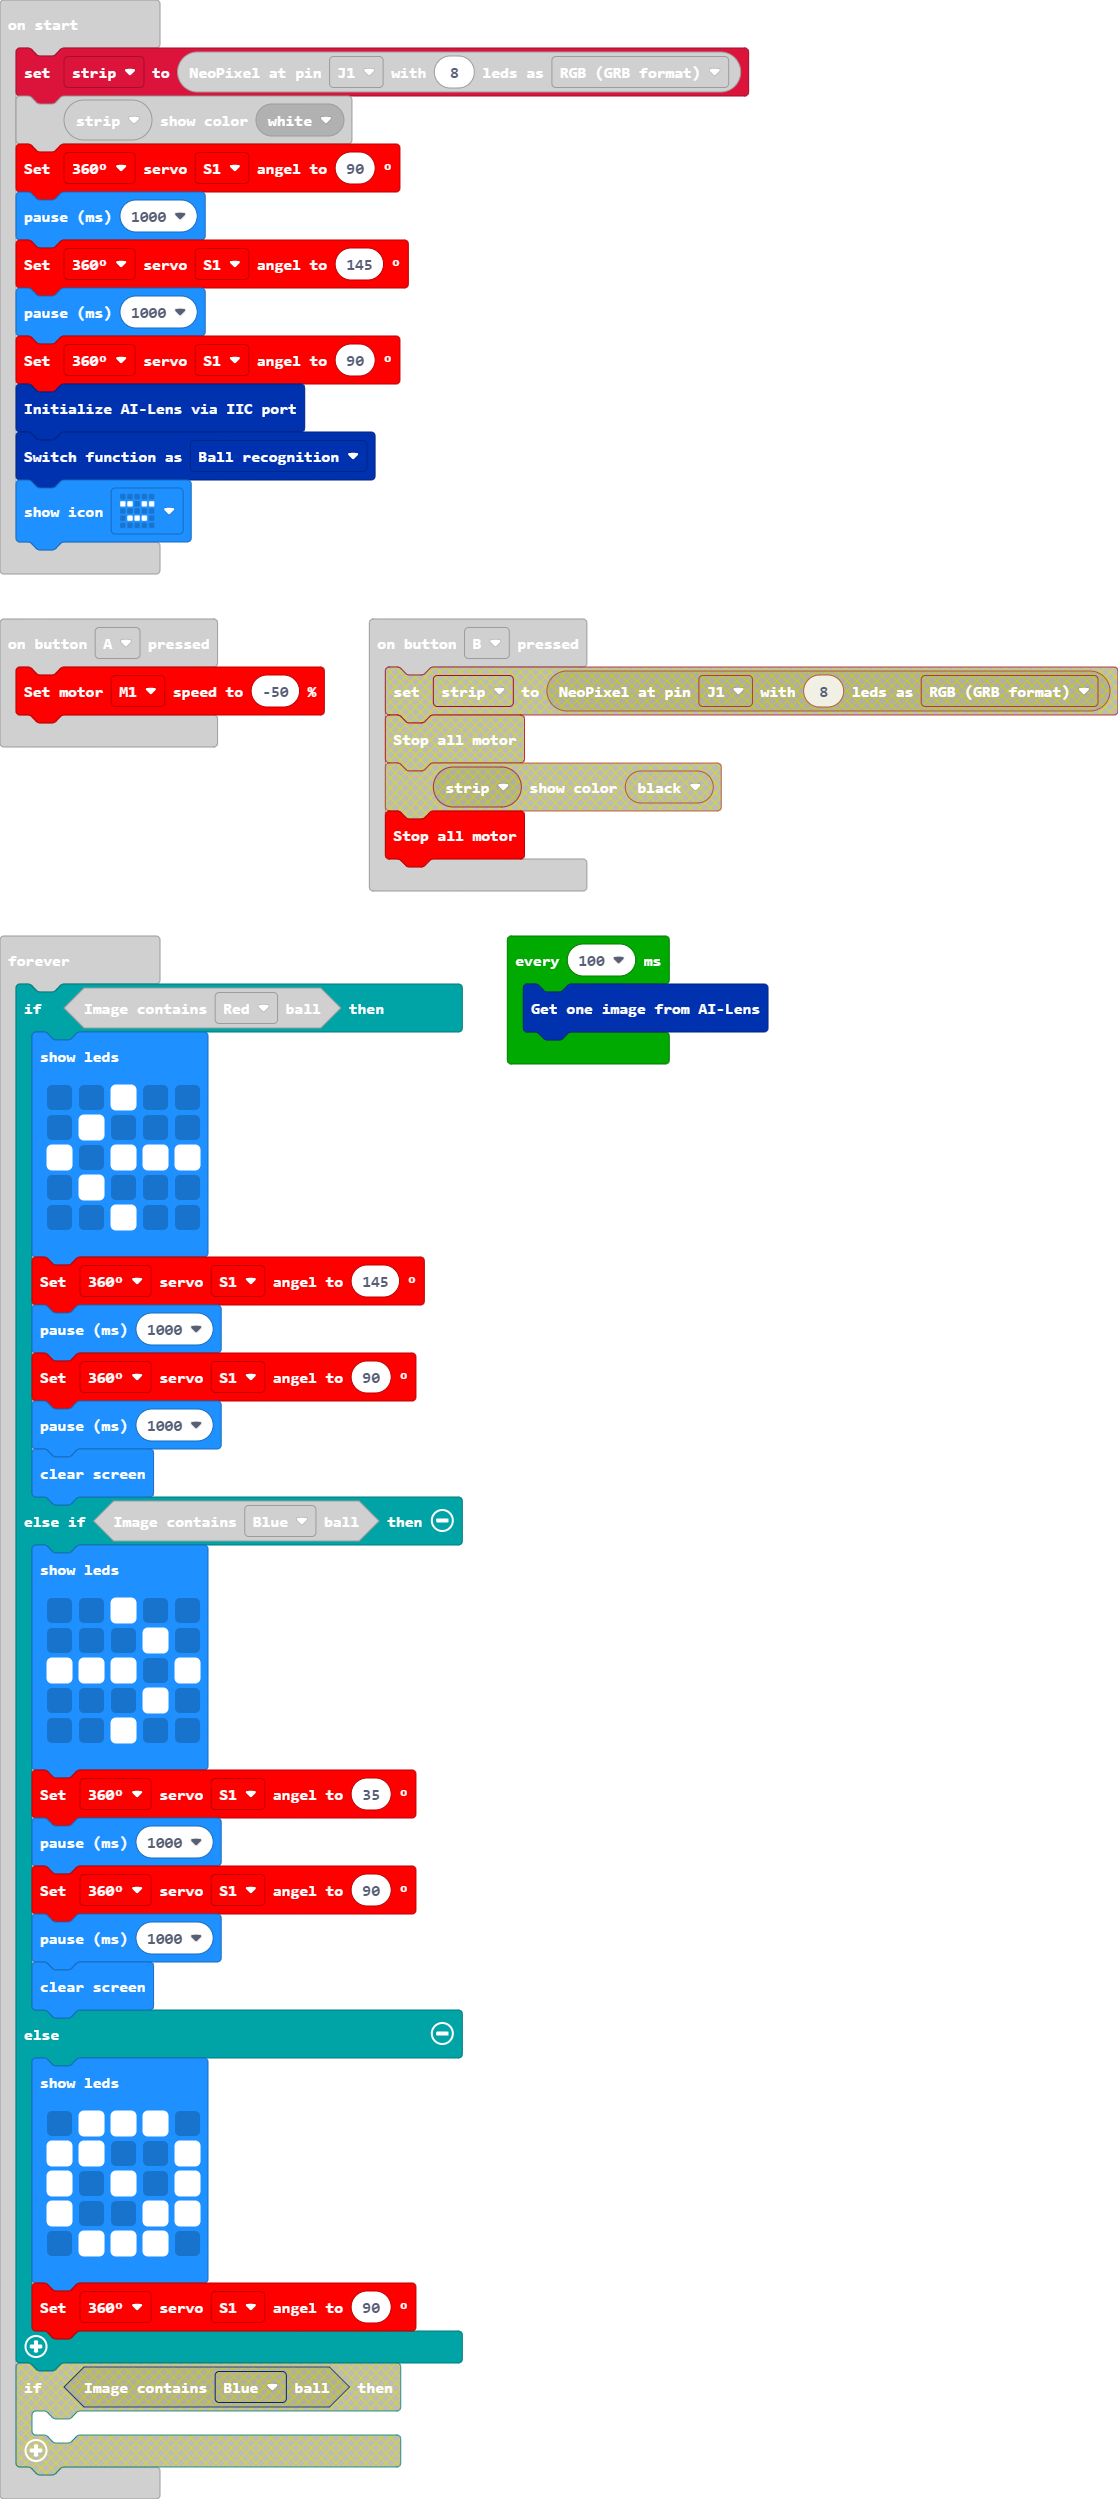 on start
set strip to NeoPixel at pin J1 with 8 leds as RGB (GRB format)
strip show color white
Set 360º servo S1 angel to 90 º
pause (ms) 1000
Set 360º servo S1 angel to 145 º
pause (ms) 1000
Set 360º servo S1 angel to 90 º
Initialize AI-Lens via IIC port
Switch function as Ball recognition
show icon
on button A pressed
Set motor M1 speed to -50 %
on button B pressed
set strip to NeoPixel at pin J1 with 8 leds as RGB (GRB format)
Stop all motor
strip show color black
Stop all motor
forever
if Image contains Red ball then
show leds
Set 360º servo S1 angel to 145 º
pause (ms) 1000
Set 360º servo S1 angel to 90 º
pause (ms) 1000
clear screen
else if Image contains Blue ball then
show leds
Set 360º servo S1 angel to 35 º
pause (ms) 1000
Set 360º servo S1 angel to 90 º
pause (ms) 1000
clear screen
else
show leds
Set 360º servo S1 angel to 90 º
if Image contains Blue ball then
every 100 ms
Get one image from AI-Lens